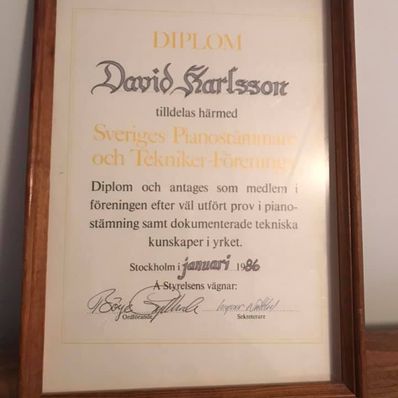 DIPLOM
David Karlsson
tilldelas härmed
Sveriges Pianostämmare
och Tekniker-Förenings
Diplom och antages som medlem i
föreningen efter väl utfört prov i piano-
stämning samt dokumenterade tekniska
kunskaper i yrket.
Stockholm i januari 1986
Å Styrelsens vägnar:
Ordförande
Sekreterare